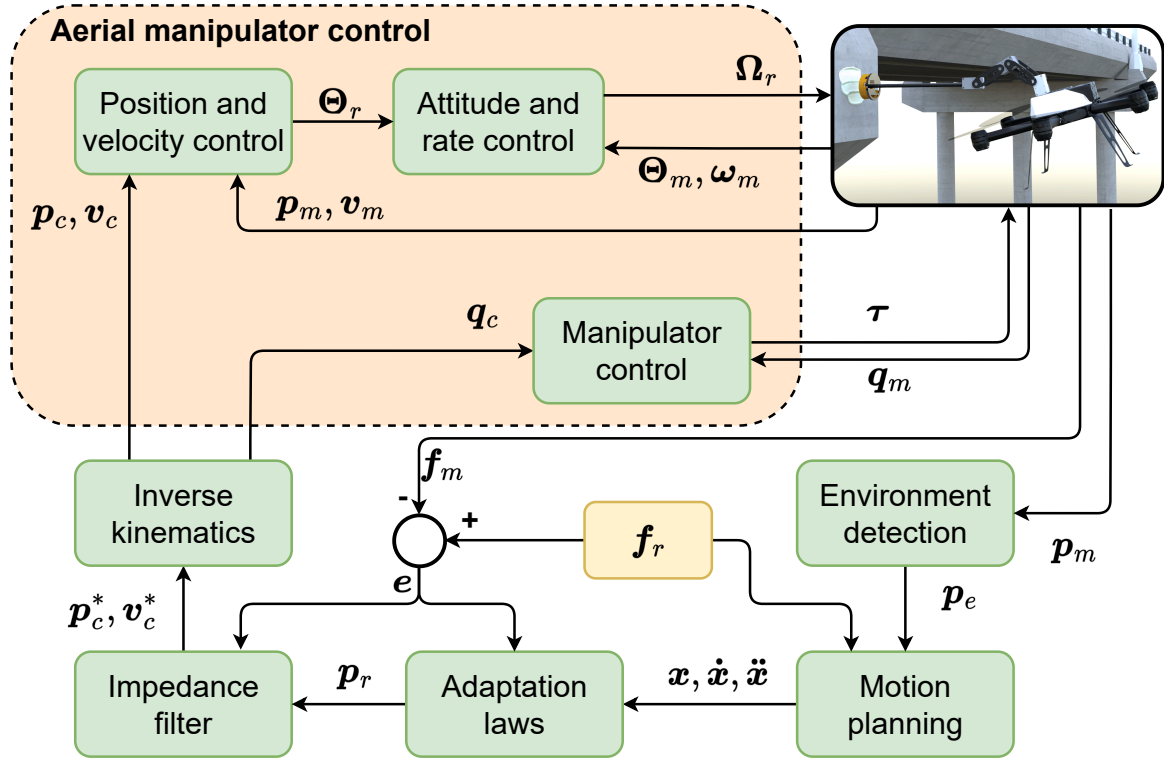 Aerial manipulator control
Position and
velocity control
Θ_r
Attitude and
rate control
Ω_r
Θ_m, ω_m
p_c, v_c
p_m, v_m
q_c
Manipulator
control
τ
q_m
f_m
-
+
f_r
e
Inverse
kinematics
Environment
detection
p_m
p_e
p_c^*, v_c^*
Impedance
filter
p_r
Adaptation
laws
x, ẋ, ẍ
Motion
planning